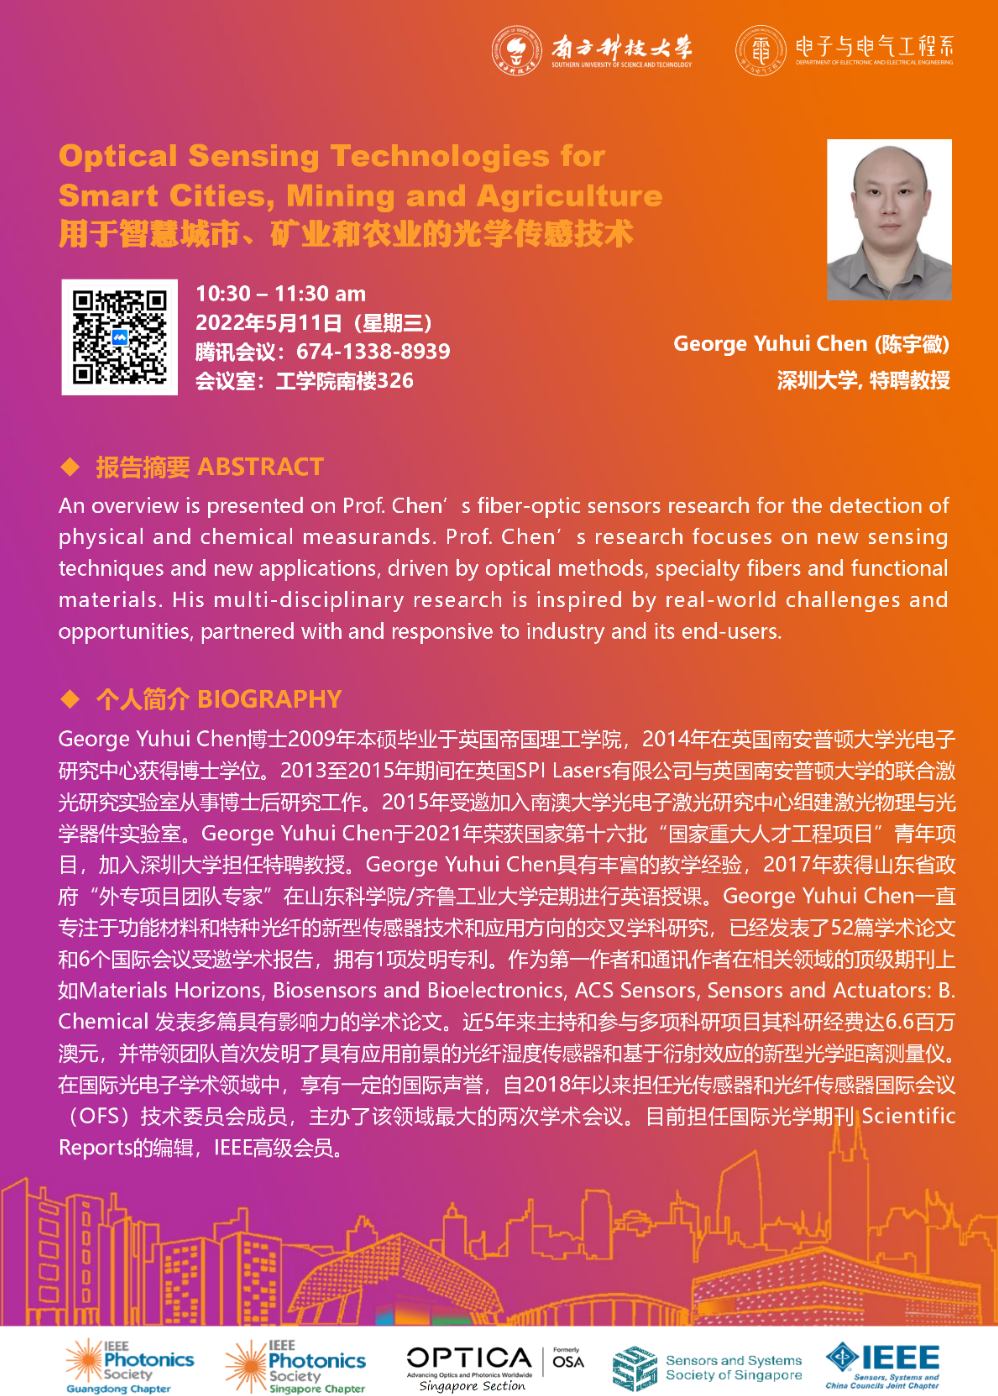 南方科技大学
SOUTHERN UNIVERSITY OF SCIENCE AND TECHNOLOGY
电子与电气工程系
DEPARTMENT OF ELECTRONIC AND ELECTRICAL ENGINEERING
Optical Sensing Technologies for
Smart Cities, Mining and Agriculture
用于智慧城市、矿业和农业的光学传感技术
10:30 – 11:30 am
2022年5月11日（星期三）
腾讯会议：674-1338-8939
会议室：工学院南楼326
George Yuhui Chen (陈宇徽)
深圳大学, 特聘教授
◆ 报告摘要 ABSTRACT
An overview is presented on Prof. Chen’s fiber-optic sensors research for the detection of
physical and chemical measurands. Prof. Chen’s research focuses on new sensing
techniques and new applications, driven by optical methods, specialty fibers and functional
materials. His multi-disciplinary research is inspired by real-world challenges and
opportunities, partnered with and responsive to industry and its end-users.
◆ 个人简介 BIOGRAPHY
George Yuhui Chen博士2009年本硕毕业于英国帝国理工学院，2014年在英国南安普顿大学光电子
研究中心获得博士学位。2013至2015年期间在英国SPI Lasers有限公司与英国南安普顿大学的联合激
光研究实验室从事博士后研究工作。2015年受邀加入南澳大学光电子激光研究中心组建激光物理与光
学器件实验室。George Yuhui Chen于2021年荣获国家第十六批“国家重大人才工程项目”青年项
目，加入深圳大学担任特聘教授。George Yuhui Chen具有丰富的教学经验，2017年获得山东省政
府“外专项目团队专家”在山东科学院/齐鲁工业大学定期进行英语授课。George Yuhui Chen一直
专注于功能材料和特种光纤的新型传感器技术和应用方向的交叉学科研究，已经发表了52篇学术论文
和6个国际会议受邀学术报告，拥有1项发明专利。作为第一作者和通讯作者在相关领域的顶级期刊上
如Materials Horizons, Biosensors and Bioelectronics, ACS Sensors, Sensors and Actuators: B.
Chemical 发表多篇具有影响力的学术论文。近5年来主持和参与多项科研项目其科研经费达6.6百万
澳元，并带领团队首次发明了具有应用前景的光纤湿度传感器和基于衍射效应的新型光学距离测量仪。
在国际光电子学术领域中，享有一定的国际声誉，自2018年以来担任光传感器和光纤传感器国际会议
（OFS）技术委员会成员，主办了该领域最大的两次学术会议。目前担任国际光学期刊 Scientific
Reports的编辑，IEEE高级会员。
IEEE
Photonics
Society
Guangdong Chapter
IEEE
Photonics
Society
Singapore Chapter
OPTICA
Advancing Optics and Photonics Worldwide
Formerly
OSA
Singapore Section
Sensors and Systems
Society of Singapore
IEEE
Sensors, Systems and
China Councils Joint Chapter